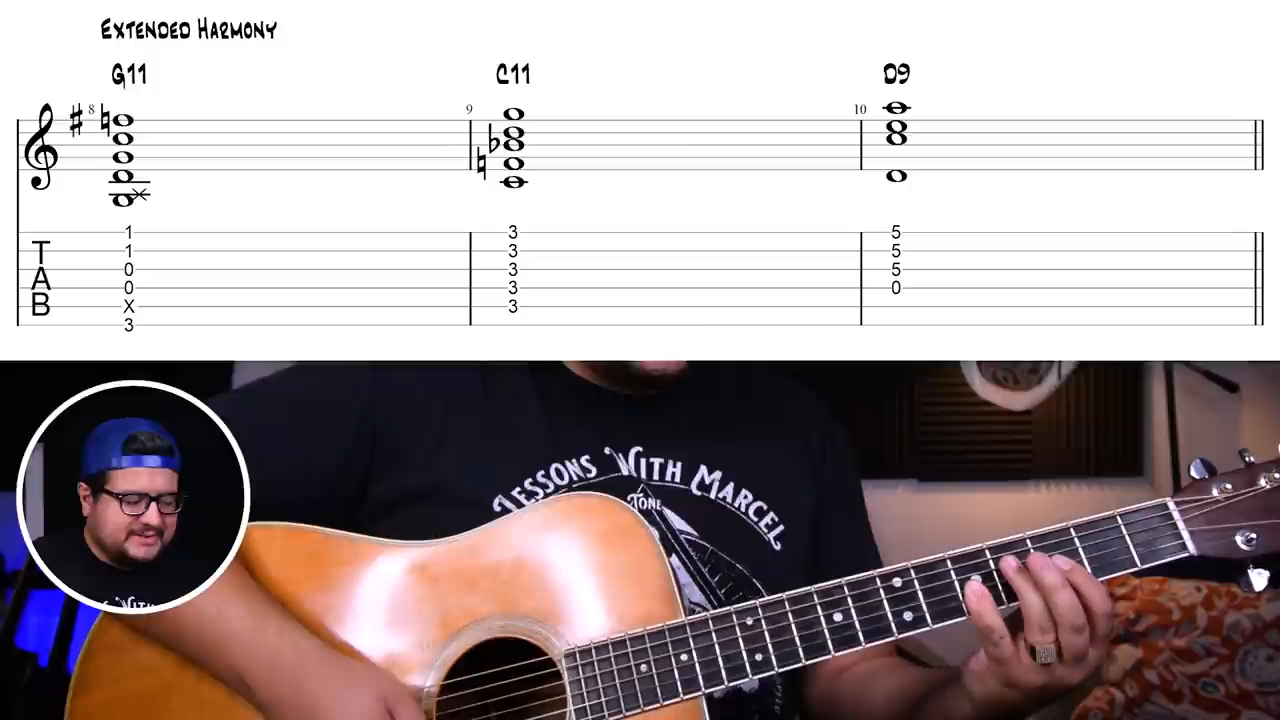 Extended Harmony
G11 C11 D9
8 9 10
1 3 5
T 1 3 5
0 3 5
A 0 3 0
B X 3
3
Lessons With Marcel
Tone